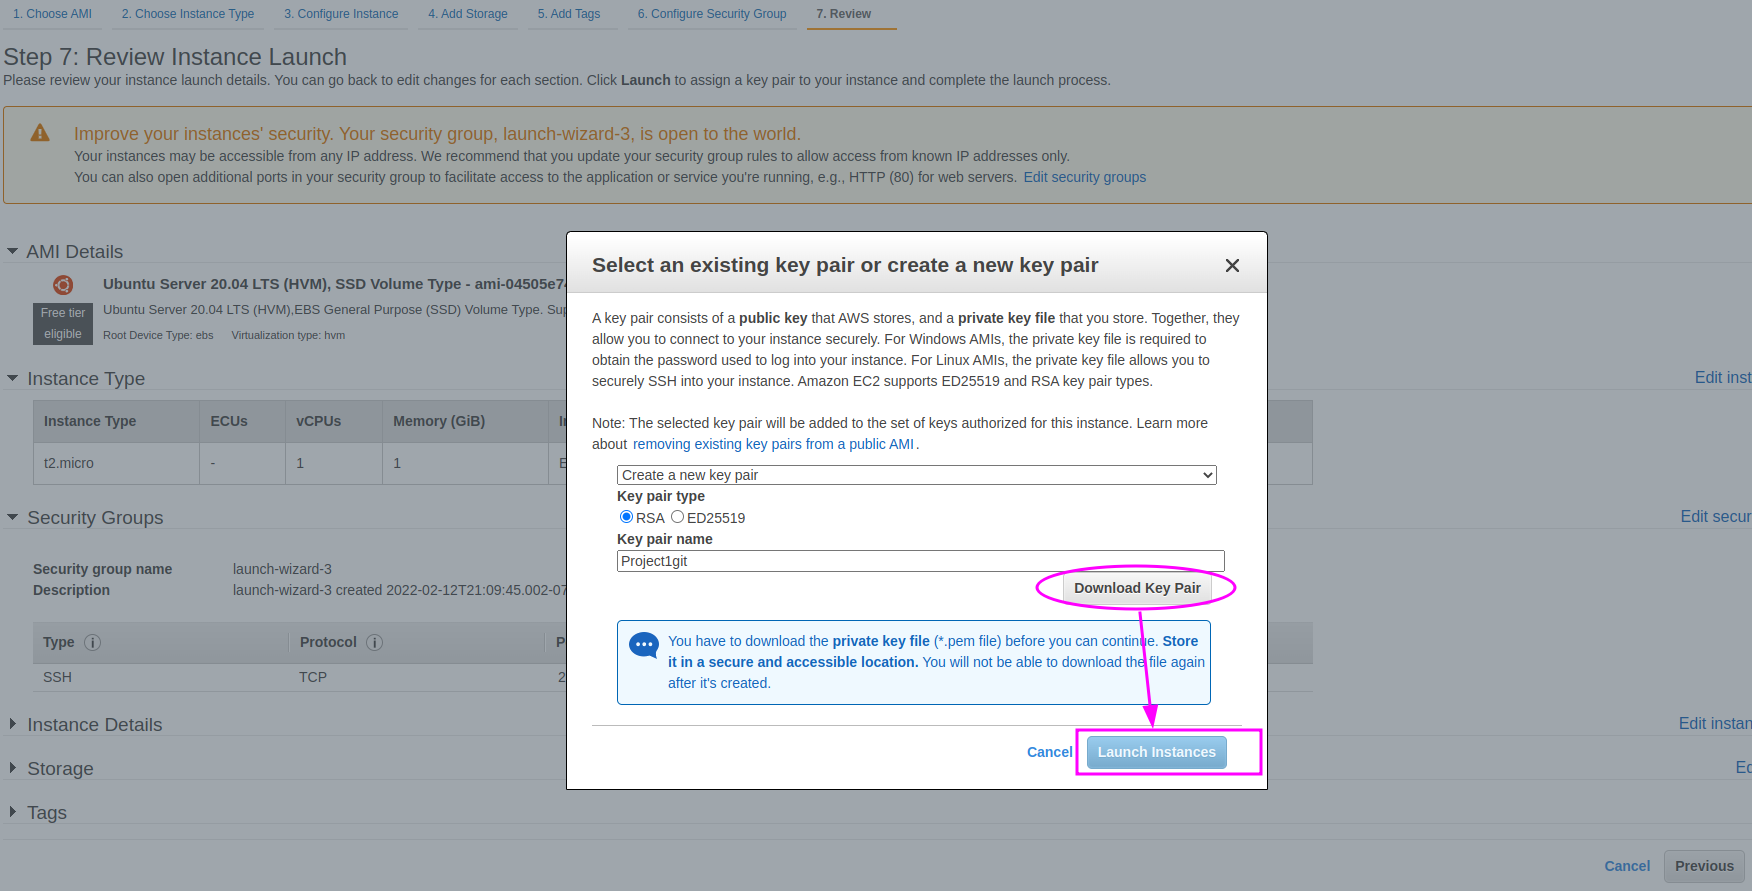 1. Choose AMI 2. Choose Instance Type 3. Configure Instance 4. Add Storage 5. Add Tags 6. Configure Security Group 7. Review
Step 7: Review Instance Launch
Please review your instance launch details. You can go back to edit changes for each section. Click Launch to assign a key pair to your instance and complete the launch process.
Improve your instances' security. Your security group, launch-wizard-3, is open to the world.
Your instances may be accessible from any IP address. We recommend that you update your security group rules to allow access from known IP addresses only.
You can also open additional ports in your security group to facilitate access to the application or service you're running, e.g., HTTP (80) for web servers. Edit security groups
AMI Details
Ubuntu Server 20.04 LTS (HVM), SSD Volume Type - ami-04505e74
Free tier
eligible
Ubuntu Server 20.04 LTS (HVM),EBS General Purpose (SSD) Volume Type. Sup
Root Device Type: ebs Virtualization type: hvm
Instance Type
Edit inst
Instance Type ECUs vCPUs Memory (GiB) In
t2.micro - 1 1 E
Security Groups
Edit secur
Security group name launch-wizard-3
Description launch-wizard-3 created 2022-02-12T21:09:45.002-07
Type i Protocol i P
SSH TCP 2
Instance Details
Edit instan
Storage
Ed
Tags
Cancel Previous
Select an existing key pair or create a new key pair
A key pair consists of a public key that AWS stores, and a private key file that you store. Together, they
allow you to connect to your instance securely. For Windows AMIs, the private key file is required to
obtain the password used to log into your instance. For Linux AMIs, the private key file allows you to
securely SSH into your instance. Amazon EC2 supports ED25519 and RSA key pair types.
Note: The selected key pair will be added to the set of keys authorized for this instance. Learn more
about removing existing key pairs from a public AMI .
Create a new key pair
Key pair type
RSA ED25519
Key pair name
Project1git
Download Key Pair
You have to download the private key file (*.pem file) before you can continue. Store
it in a secure and accessible location. You will not be able to download the file again
after it's created.
Cancel Launch Instances